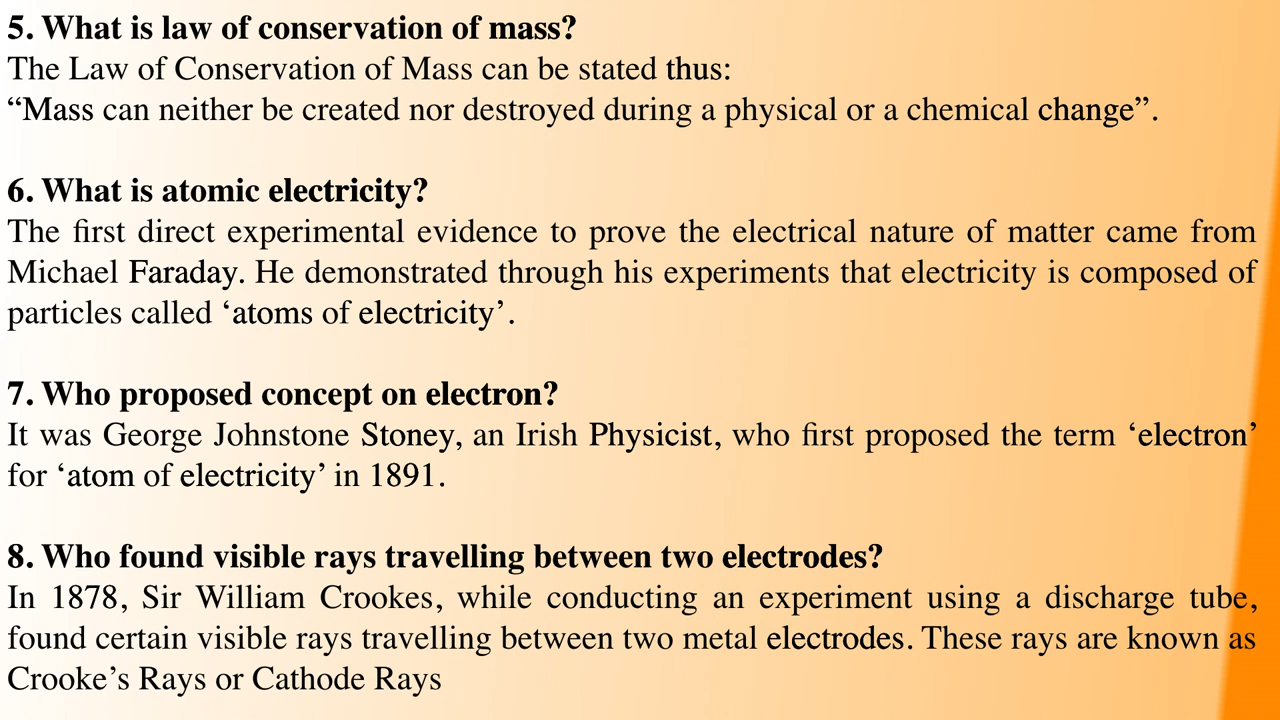 5. What is law of conservation of mass?
The Law of Conservation of Mass can be stated thus:
“Mass can neither be created nor destroyed during a physical or a chemical change”.
6. What is atomic electricity?
The first direct experimental evidence to prove the electrical nature of matter came from
Michael Faraday. He demonstrated through his experiments that electricity is composed of
particles called ‘atoms of electricity’.
7. Who proposed concept on electron?
It was George Johnstone Stoney, an Irish Physicist, who first proposed the term ‘electron’
for ‘atom of electricity’ in 1891.
8. Who found visible rays travelling between two electrodes?
In 1878, Sir William Crookes, while conducting an experiment using a discharge tube,
found certain visible rays travelling between two metal electrodes. These rays are known as
Crooke’s Rays or Cathode Rays